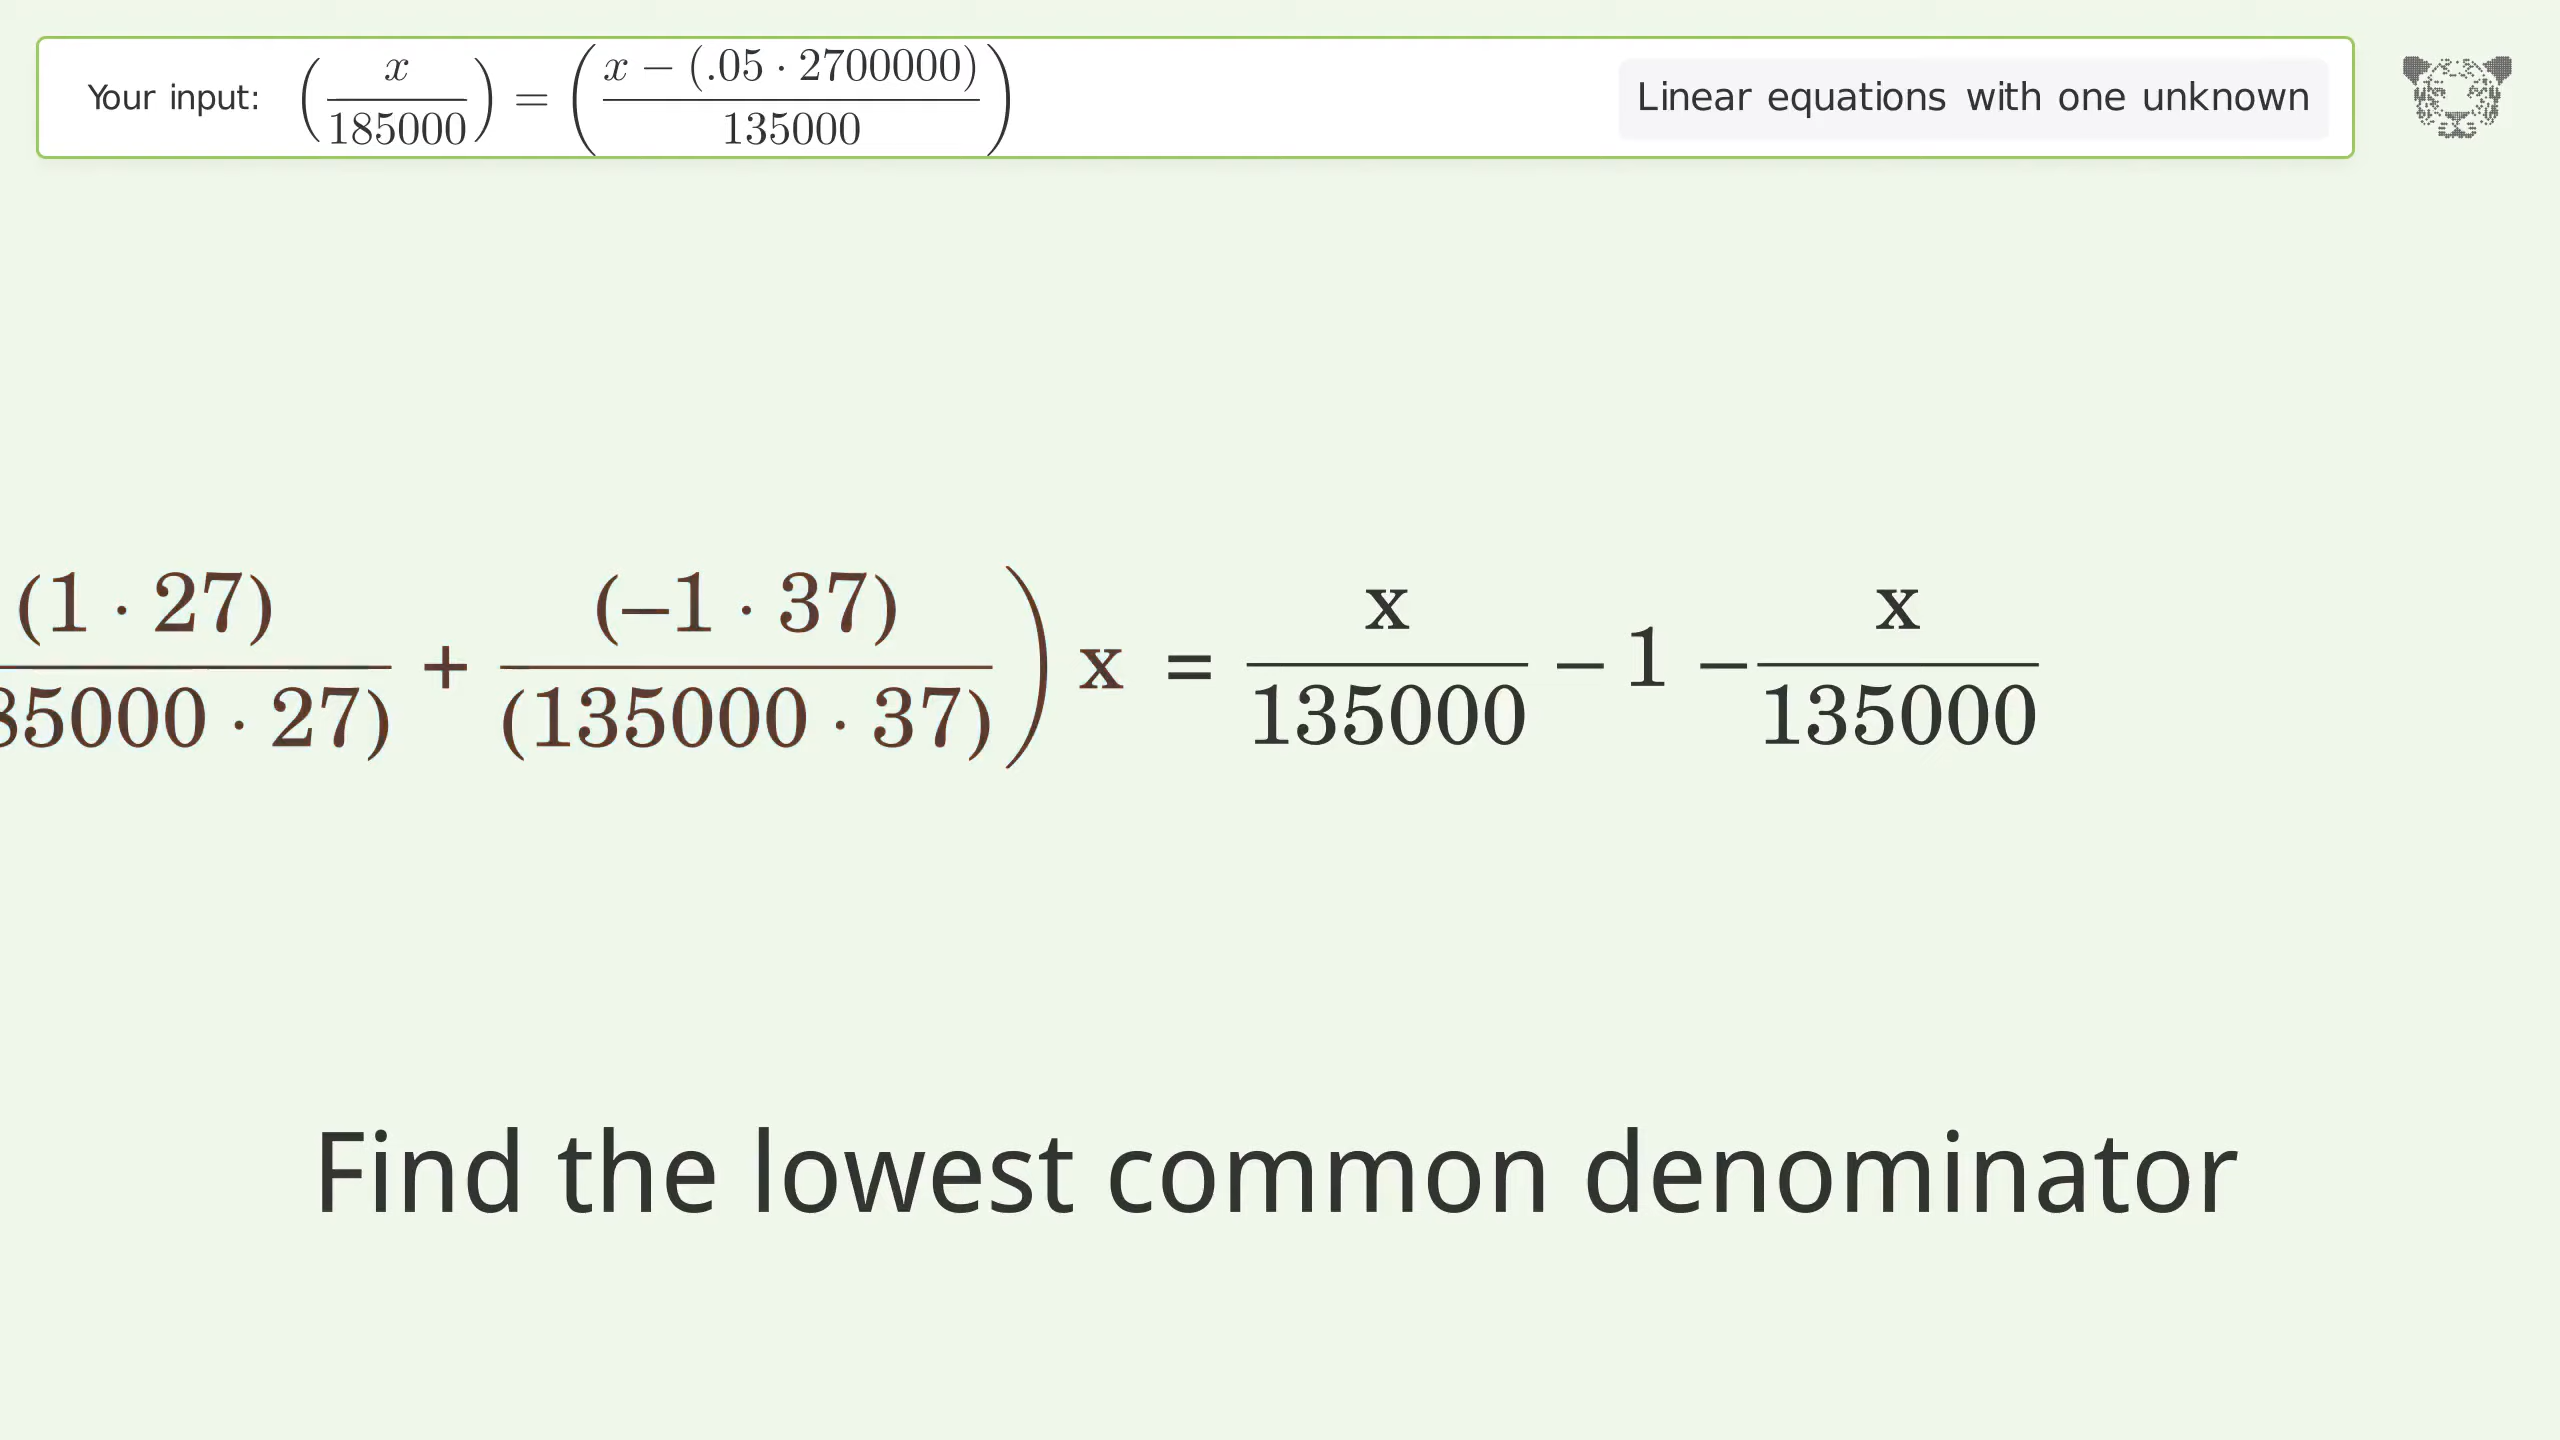 Your input: (x/185000) = (x − (.05 · 2700000)/135000) Linear equations with one unknown
(1 · 27)/85000 · 27) + (−1 · 37)/(135000 · 37)) x = x/135000 − 1 − x/135000
Find the lowest common denominator